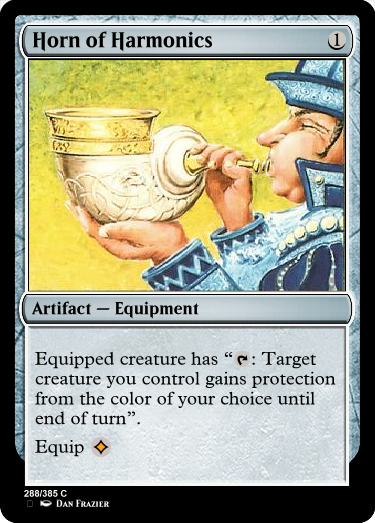 Horn of Harmonics 1
Artifact — Equipment
Equipped creature has “: Target
creature you control gains protection
from the color of your choice until
end of turn”.
Equip
288/385 C
Dan Frazier